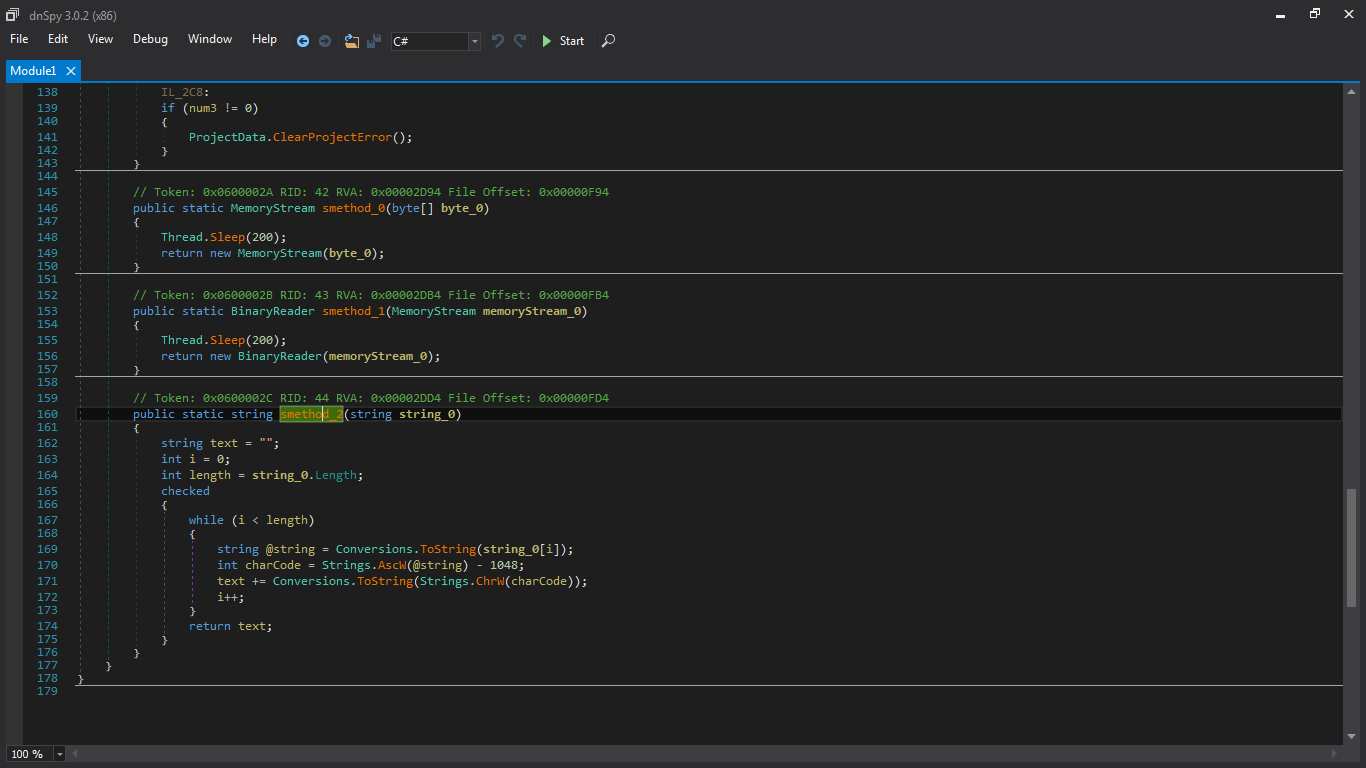 dnSpy 3.0.2 (x86)
File Edit View Debug Window Help C# Start
Module1
138 IL_2C8:
139 if (num3 != 0)
140 {
141 ProjectData.ClearProjectError();
142 }
143 }
144
145 // Token: 0x0600002A RID: 42 RVA: 0x00002D94 File Offset: 0x00000F94
146 public static MemoryStream smethod_0(byte[] byte_0)
147 {
148 Thread.Sleep(200);
149 return new MemoryStream(byte_0);
150 }
151
152 // Token: 0x0600002B RID: 43 RVA: 0x00002DB4 File Offset: 0x00000FB4
153 public static BinaryReader smethod_1(MemoryStream memoryStream_0)
154 {
155 Thread.Sleep(200);
156 return new BinaryReader(memoryStream_0);
157 }
158
159 // Token: 0x0600002C RID: 44 RVA: 0x00002DD4 File Offset: 0x00000FD4
160 public static string smethod_2(string string_0)
161 {
162 string text = "";
163 int i = 0;
164 int length = string_0.Length;
165 checked
166 {
167 while (i < length)
168 {
169 string @string = Conversions.ToString(string_0[i]);
170 int charCode = Strings.AscW(@string) - 1048;
171 text += Conversions.ToString(Strings.ChrW(charCode));
172 i++;
173 }
174 return text;
175 }
176 }
177 }
178 }
179
100 %